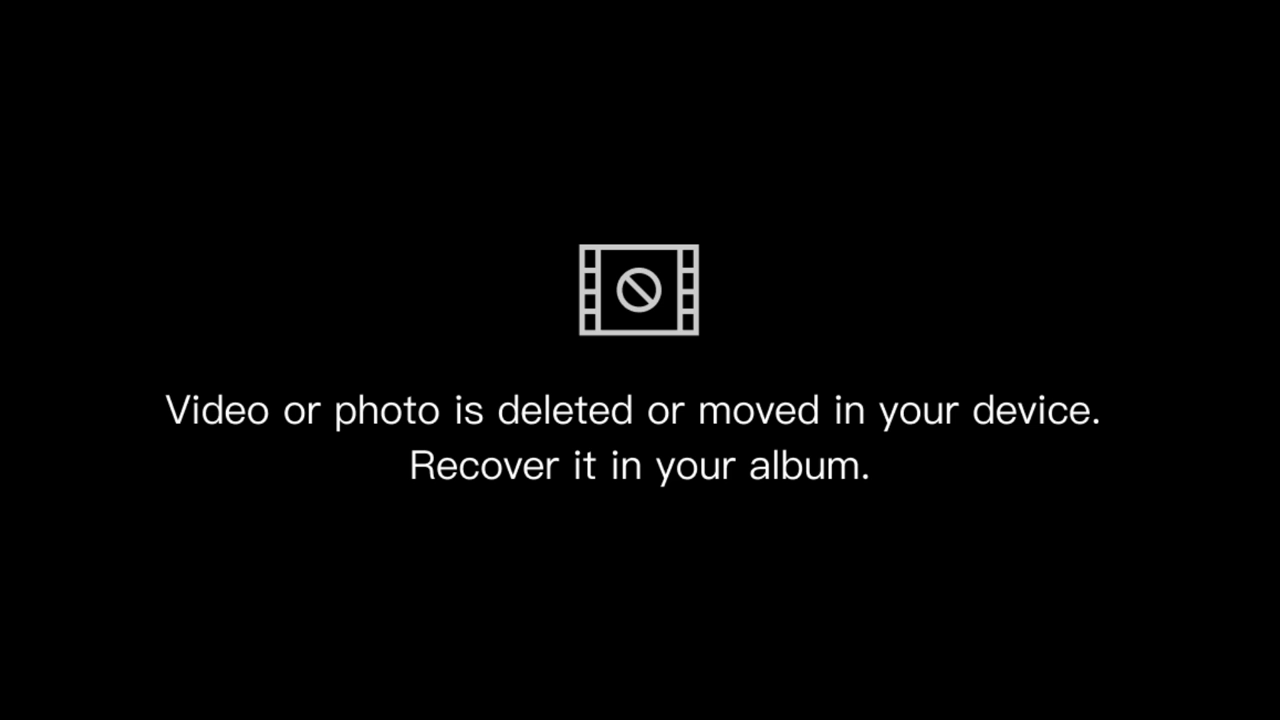 Video or photo is deleted or moved in your device.
Recover it in your album.